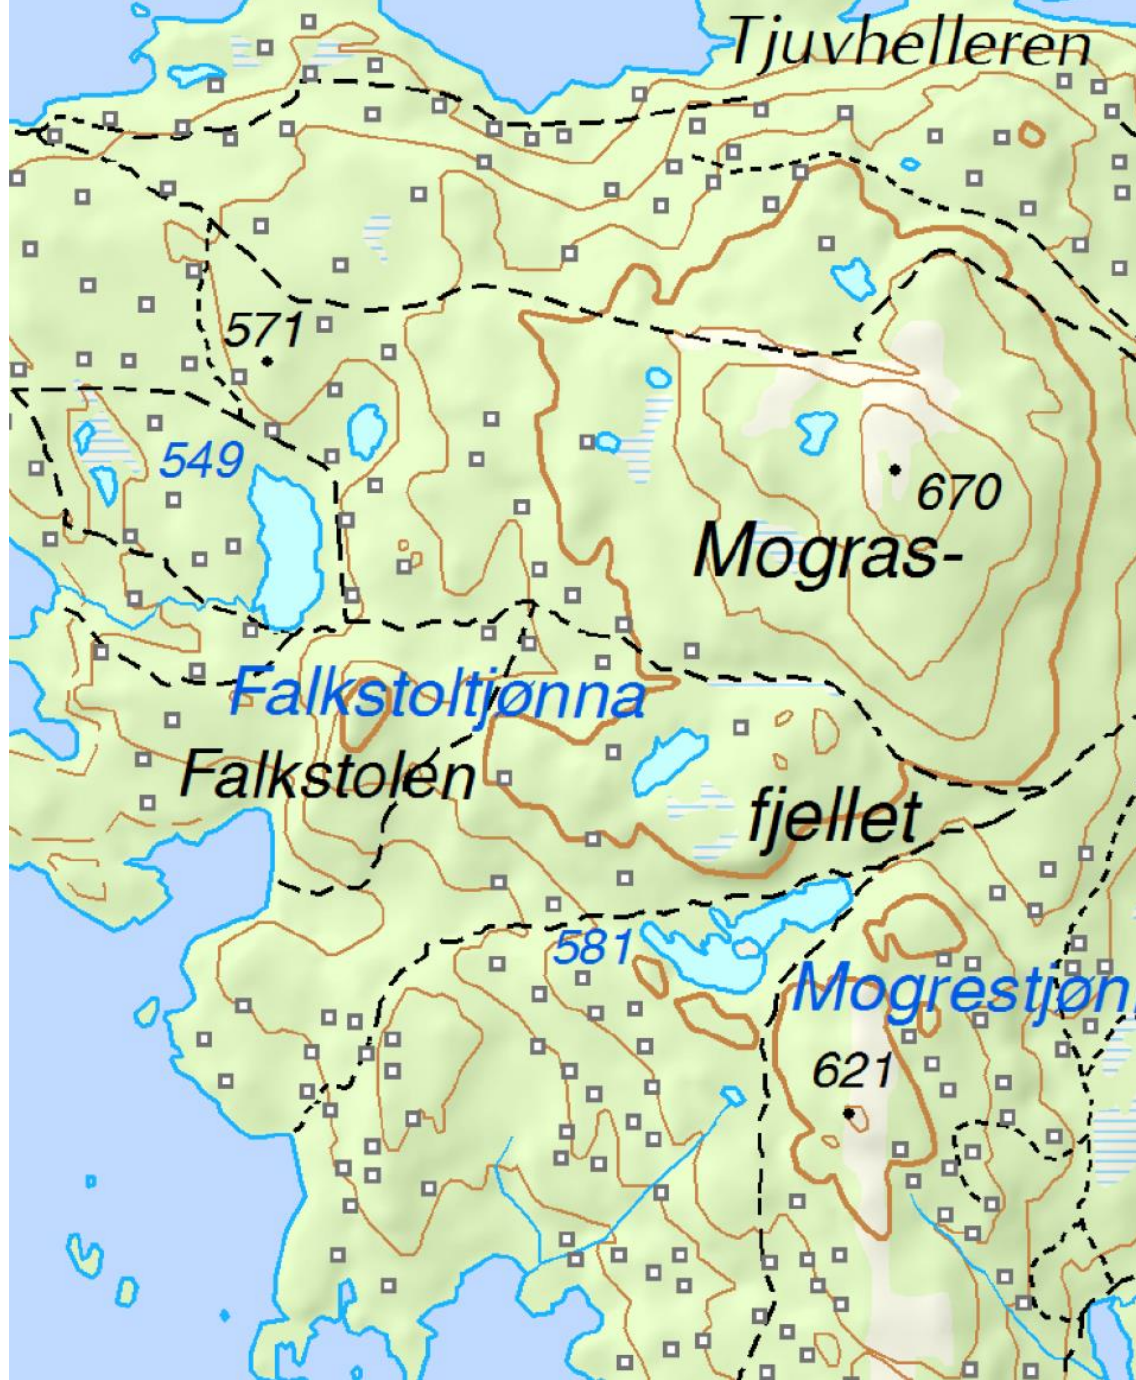 Tjuvhelleren
571
549
670
Mogras-
Falkstoltjønna
Falkstolen
fjellet
581
Mogrestjøn
621